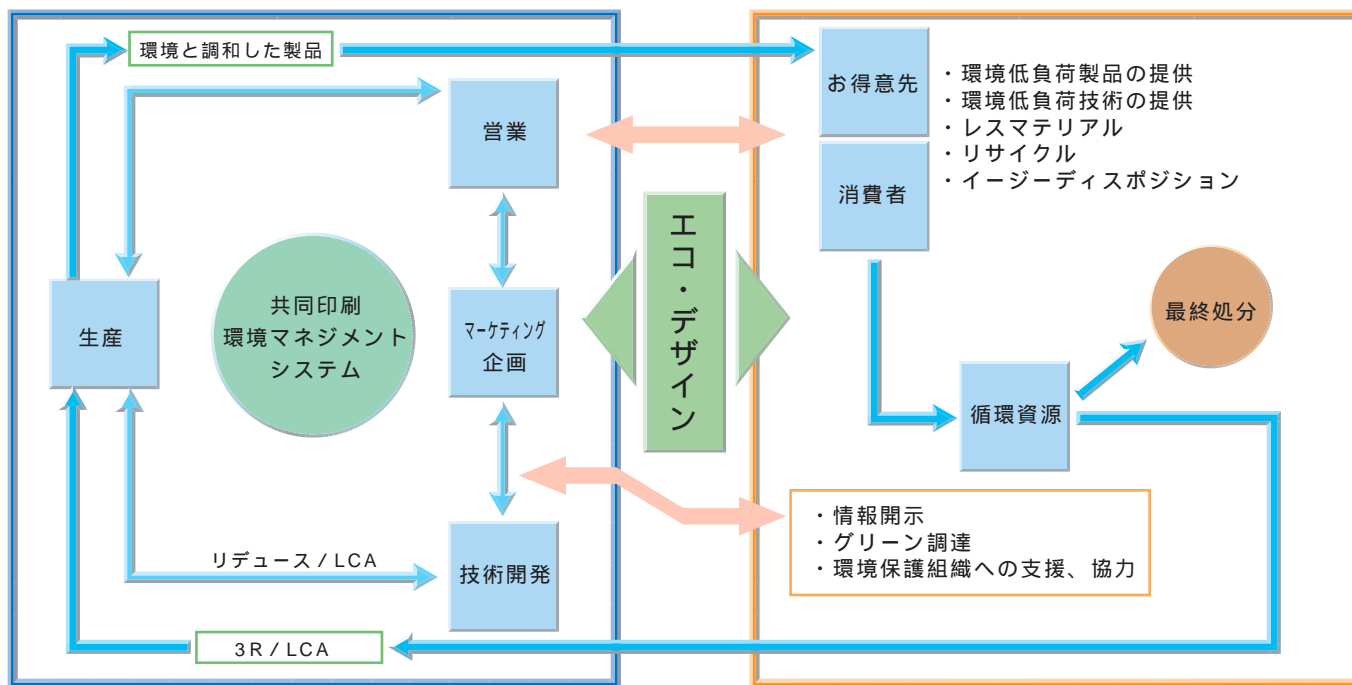 環境と調和した製品
営業
生産
共同印刷
環境マネジメント
システム
マーケティング
企画
リデュース/LCA
技術開発
3R/LCA
エコ・デザイン
お得意先
消費者
・環境低負荷製品の提供
・環境低負荷技術の提供
・レスマテリアル
・リサイクル
・イージーディスポジション
最終処分
循環資源
・情報開示
・グリーン調達
・環境保護組織への支援、協力